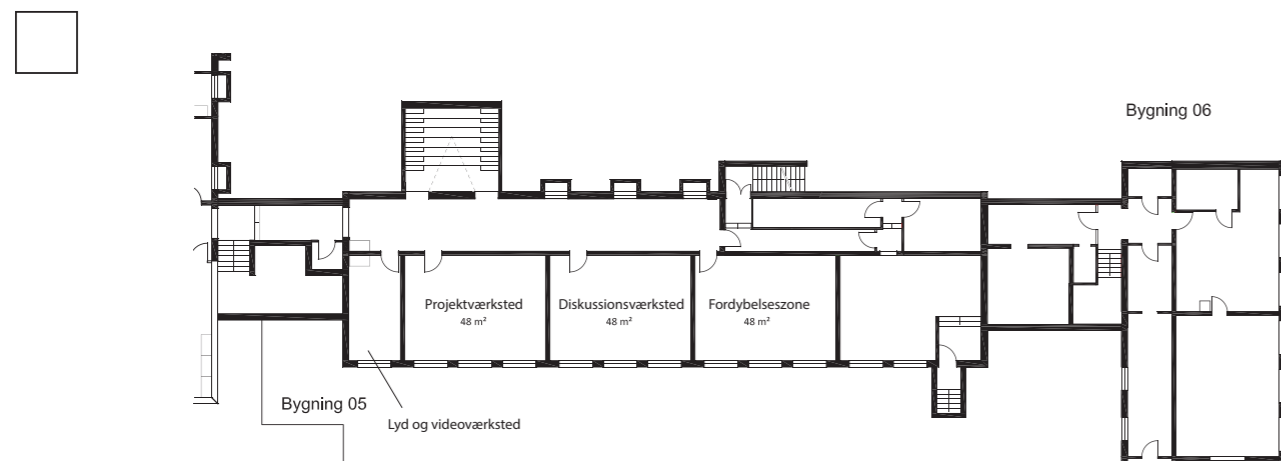 Bygning 06
Projektværksted
48 m²
Diskussionsværksted
48 m²
Fordybelseszone
48 m²
Bygning 05
Lyd og videoværksted